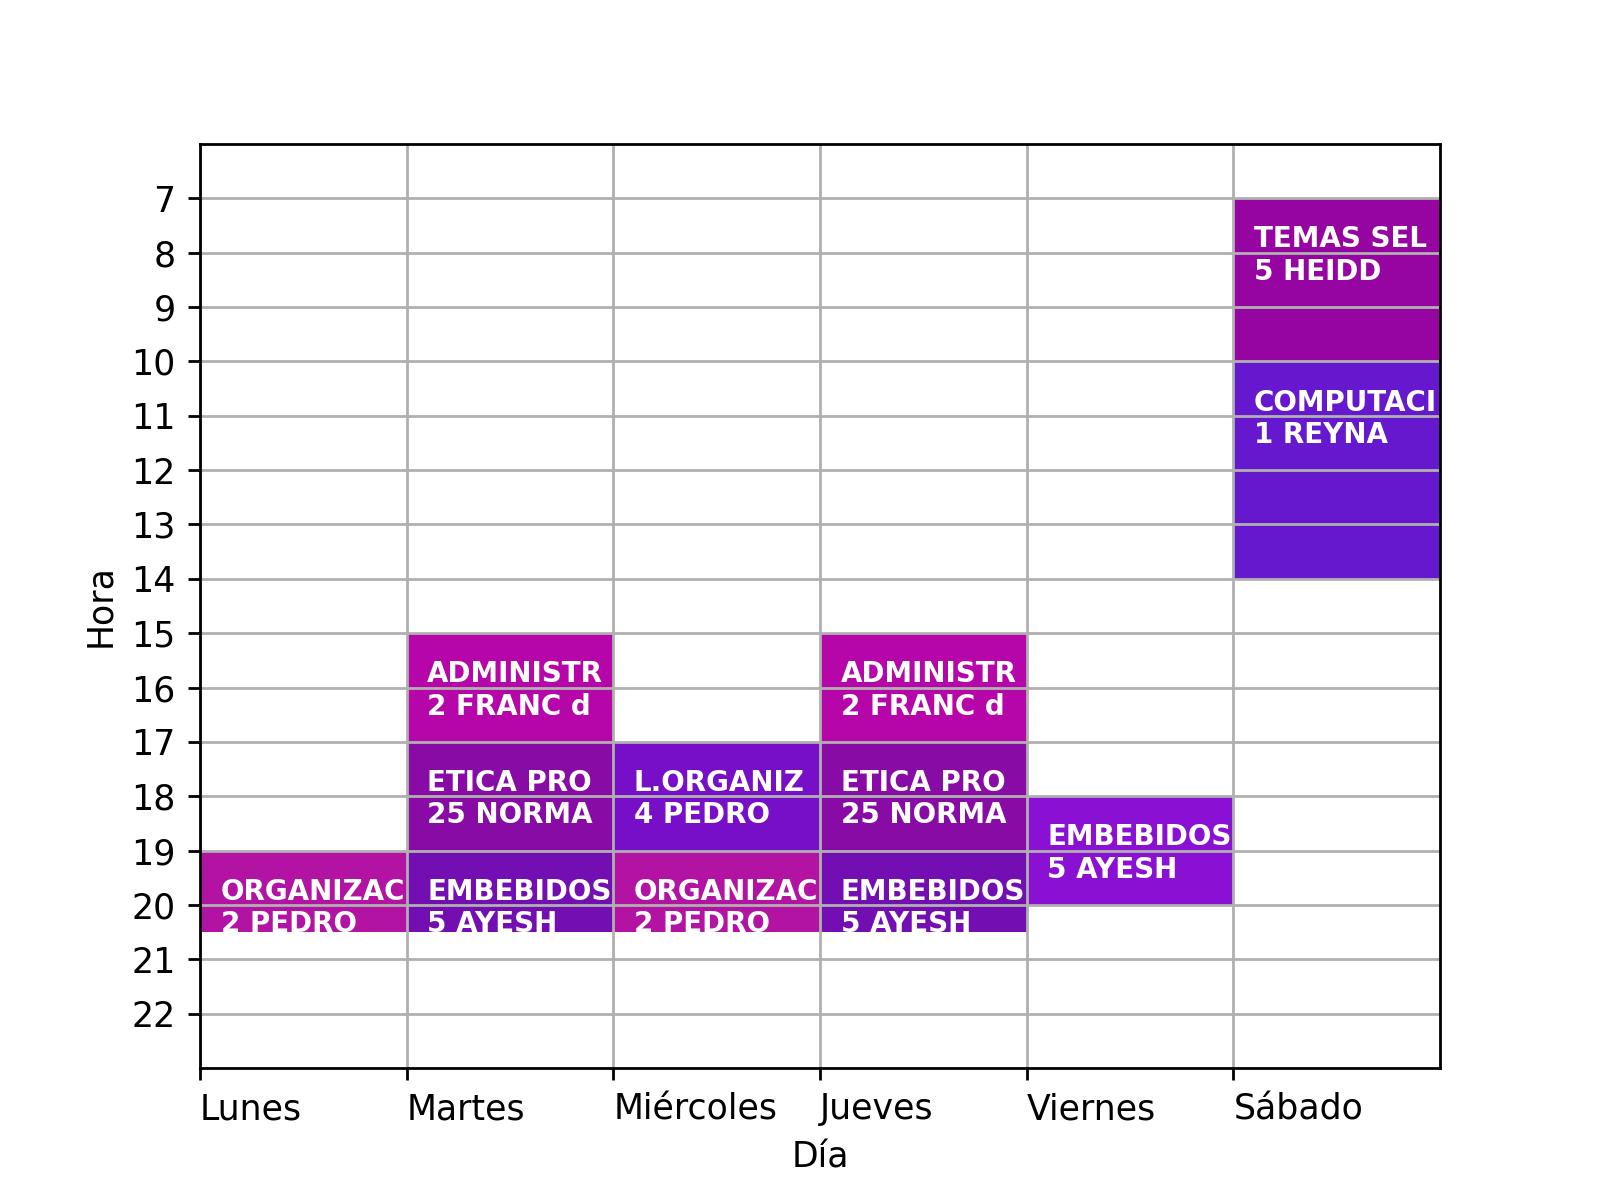 7
TEMAS SEL
8
5 HEIDD
9
10
COMPUTACI
11
1 REYNA
12
13
14
Hora
15
ADMINISTR
ADMINISTR
16
2 FRANC d
2 FRANC d
17
ETICA PRO
L.ORGANIZ
ETICA PRO
18
25 NORMA
4 PEDRO
25 NORMA
EMBEBIDOS
19
5 AYESH
ORGANIZAC
EMBEBIDOS
ORGANIZAC
EMBEBIDOS
20
2 PEDRO
5 AYESH
2 PEDRO
5 AYESH
21
22
Lunes Martes Miércoles Jueves Viernes Sábado
Día